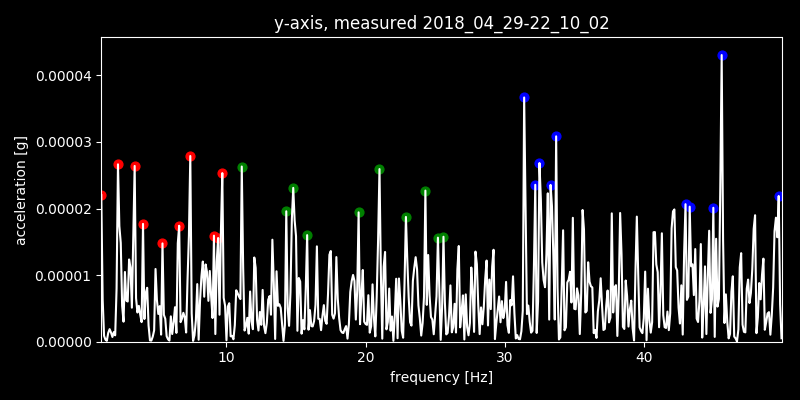 y-axis, measured 2018_04_29-22_10_02
0.00004
0.00003
0.00002
0.00001
0.00000
acceleration [g]
10 20 30 40
frequency [Hz]